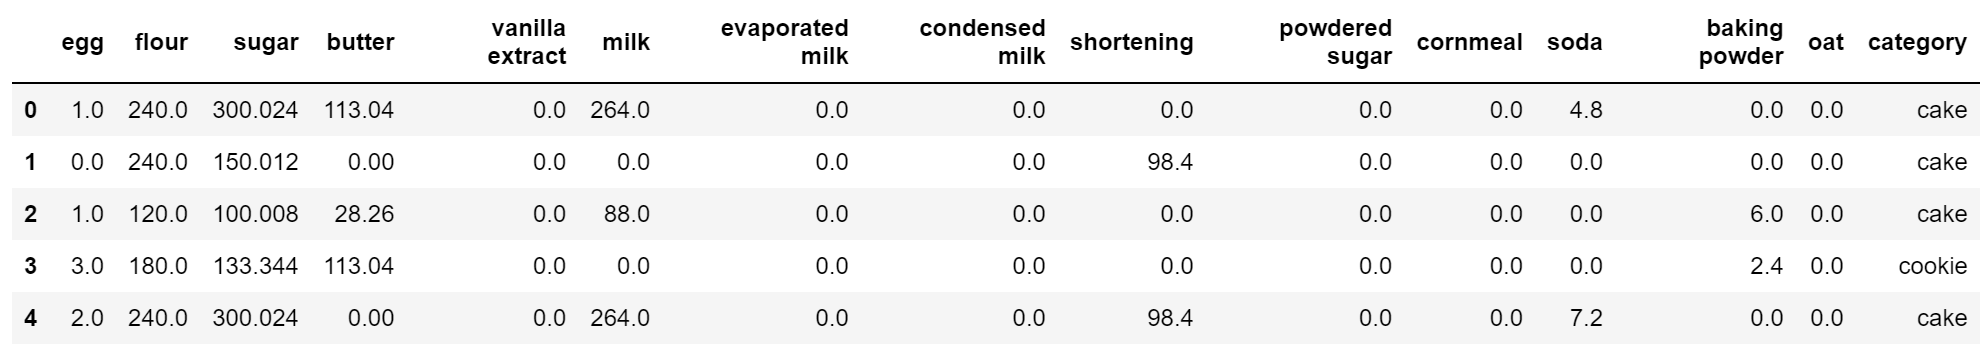 egg flour sugar butter vanilla extract milk evaporated milk condensed milk shortening powdered sugar cornmeal soda baking powder oat category
0 1.0 240.0 300.024 113.04 0.0 264.0 0.0 0.0 0.0 0.0 0.0 4.8 0.0 0.0 cake
1 0.0 240.0 150.012 0.00 0.0 0.0 0.0 0.0 98.4 0.0 0.0 0.0 0.0 0.0 cake
2 1.0 120.0 100.008 28.26 0.0 88.0 0.0 0.0 0.0 0.0 0.0 0.0 6.0 0.0 cake
3 3.0 180.0 133.344 113.04 0.0 0.0 0.0 0.0 0.0 0.0 0.0 0.0 2.4 0.0 cookie
4 2.0 240.0 300.024 0.00 0.0 264.0 0.0 0.0 98.4 0.0 0.0 7.2 0.0 0.0 cake